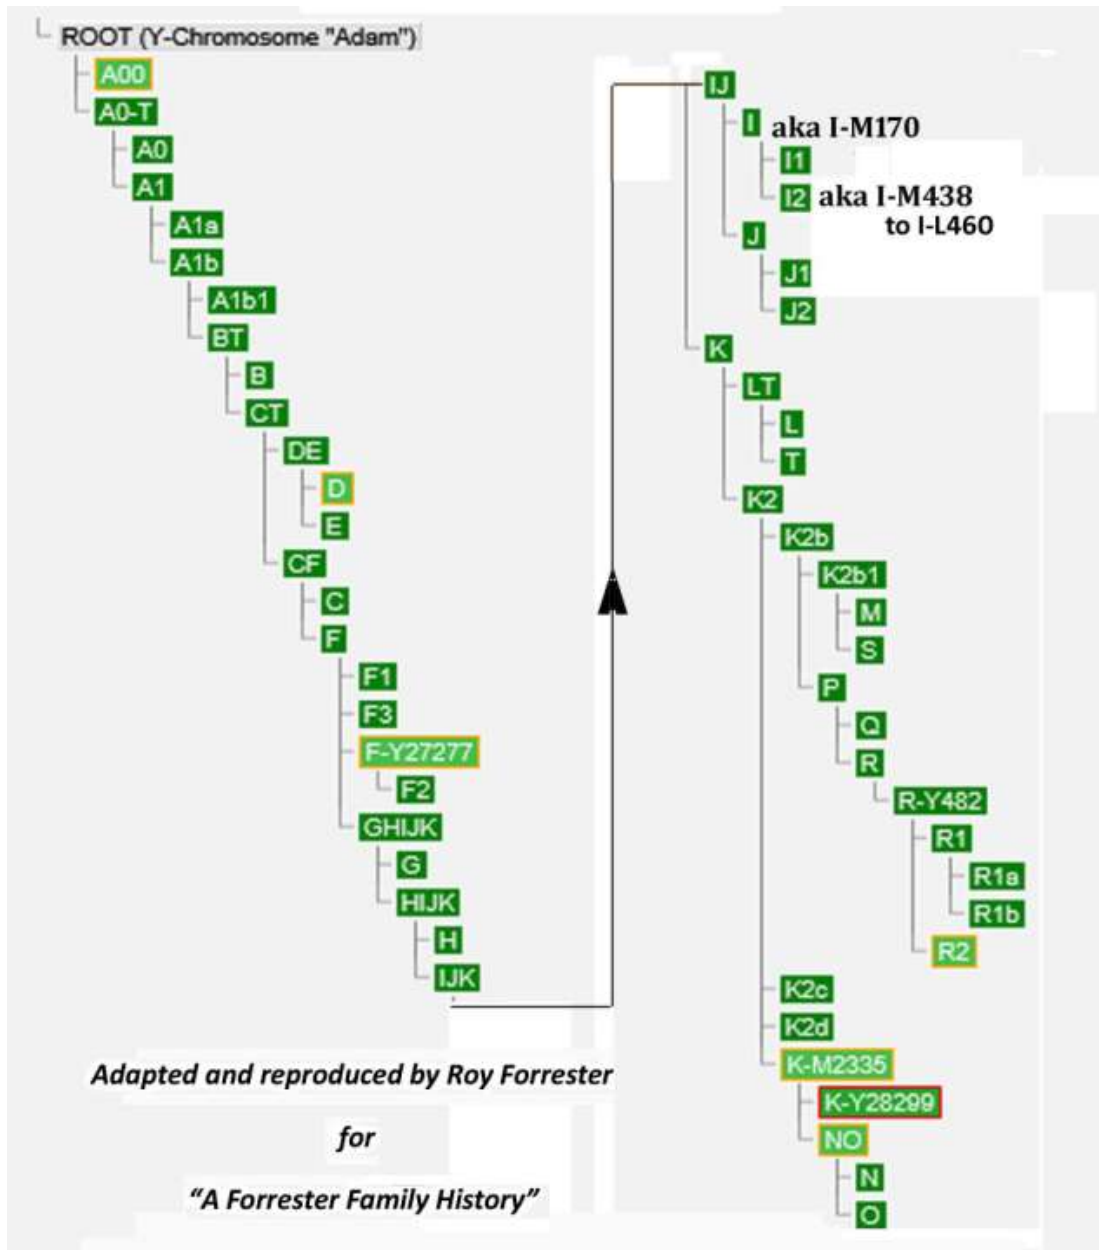 ROOT (Y-Chromosome "Adam")
A00
A0-T
A0
A1
A1a
A1b
A1b1
BT
B
CT
DE
D
E
CF
C
F
F1
F3
F-Y27277
F2
GHIJK
G
HIJK
H
IJK
IJ
I aka I-M170
I1
I2 aka I-M438
to I-L460
J
J1
J2
K
LT
L
T
K2
K2b
K2b1
M
S
P
Q
R
R-Y482
R1
R1a
R1b
R2
K2c
K2d
K-M2335
K-Y28299
NO
N
O
Adapted and reproduced by Roy Forrester
for
“A Forrester Family History”